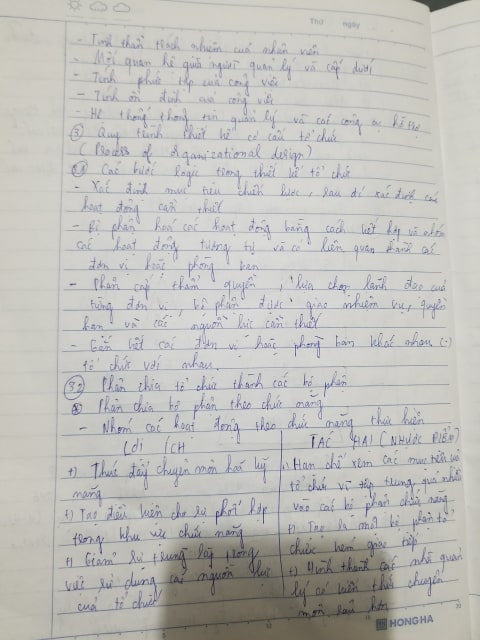 Thứ ngày
- Tinh thần trách nhiệm của nhân viên
- Mối quan hệ giữa người quản lý và cấp dưới
- Tính phức tạp của công việc
- Tính ổn định của công việc
- Hệ thống thông tin quản lý và các công cụ hỗ trợ
③ Quy trình thiết kế cơ cấu tổ chức
(Process of organizational design)
Các bước logic trong thiết kế tổ chức
- Xác định mục tiêu chiến lược, sau đó xác định các
hoạt động cần thiết
- Bộ phận hoá các hoạt động bằng cách kết hợp và nhóm
các hoạt động tương tự và có liên quan thành các
đơn vị hoặc phòng ban
- Phân cấp thẩm quyền, lựa chọn lãnh đạo của
từng đơn vị, bộ phận được giao nhiệm vụ, quyền
hạn và các nguồn lực cần thiết
- Gắn kết các đơn vị hoặc phòng ban khác nhau (-)
tổ chức với nhau.
3.2 Phân chia tổ chức thành các bộ phận
Phân chia bộ phận theo chức năng
- Nhóm các hoạt động theo chức năng thực hiện
LỢI ÍCH
+) Thúc đẩy chuyên môn hoá kỹ
năng
+) Tạo điều kiện cho sự phối hợp
trong khu vực chức năng
+) Giảm sự trùng lặp trong
việc sử dụng các nguồn lực
của tổ chức
TÁC HẠI (NHƯỢC ĐIỂM)
+) Hạn chế xem các mục tiêu của
tổ chức vì tập trung quá nhiều
vào các bộ phận chức năng
+) Tạo ra mỗi bộ phận tổ
chức kém giao tiếp
+) Hình thành các nhà quản
lý có kiến thức chuyên
môn sâu hơn
HONG HA